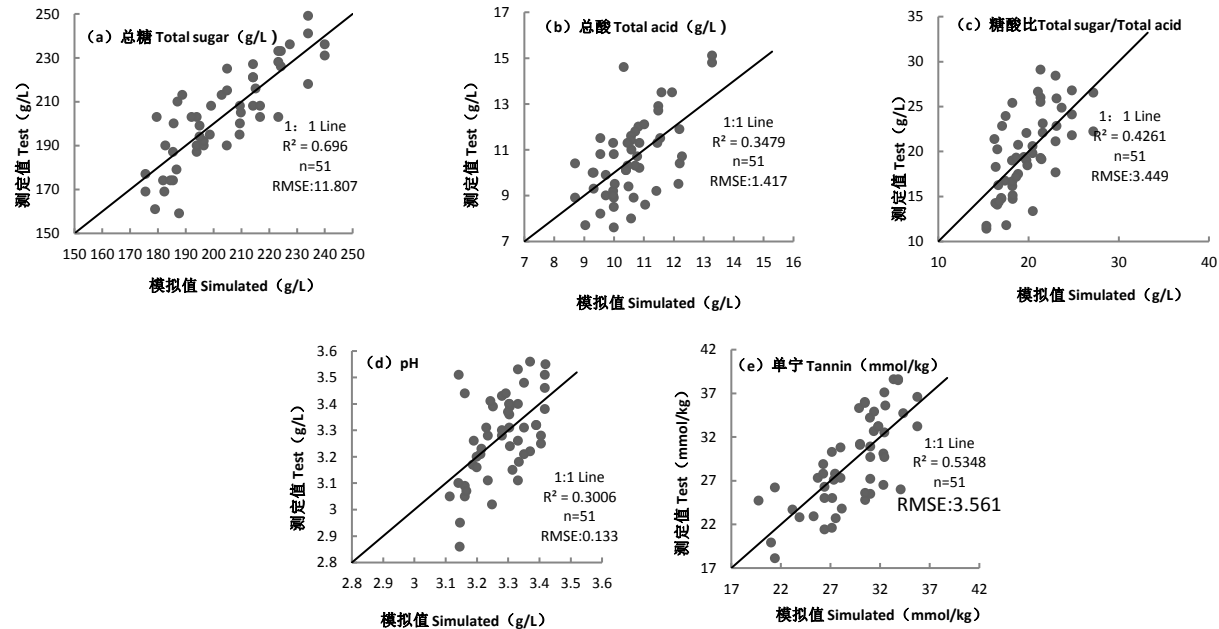 （a）总糖 Total sugar（g/L）
250
230
210
190
170
150
测定值 Test（g/L）
1：1 Line
R² = 0.696
n=51
RMSE:11.807
150 160 170 180 190 200 210 220 230 240 250
模拟值 Simulated（g/L）
（b）总酸 Total acid（g/L ）
17
15
13
11
9
7
测定值 Test（g/L）
1:1 Line
R² = 0.3479
n=51
RMSE:1.417
7 8 9 10 11 12 13 14 15 16
模拟值 Simulated（g/L）
（c）糖酸比Total sugar/Total acid
35
30
25
20
15
10
测定值 Test（g/L）
1：1 Line
R² = 0.4261
n=51
RMSE:3.449
10 20 30 40
模拟值 Simulated（g/L）
（d）pH
3.6
3.5
3.4
3.3
3.2
3.1
3
2.9
2.8
测定值 Test（g/L）
1:1 Line
R² = 0.3006
n=51
RMSE:0.133
2.8 2.9 3 3.1 3.2 3.3 3.4 3.5 3.6
模拟值 Simulated（g/L）
（e）单宁 Tannin（mmol/kg）
42
37
32
27
22
17
测定值 Test（mmol/kg）
1:1 Line
R² = 0.5348
n=51
RMSE:3.561
17 22 27 32 37 42
模拟值 Simulated（mmol/kg）